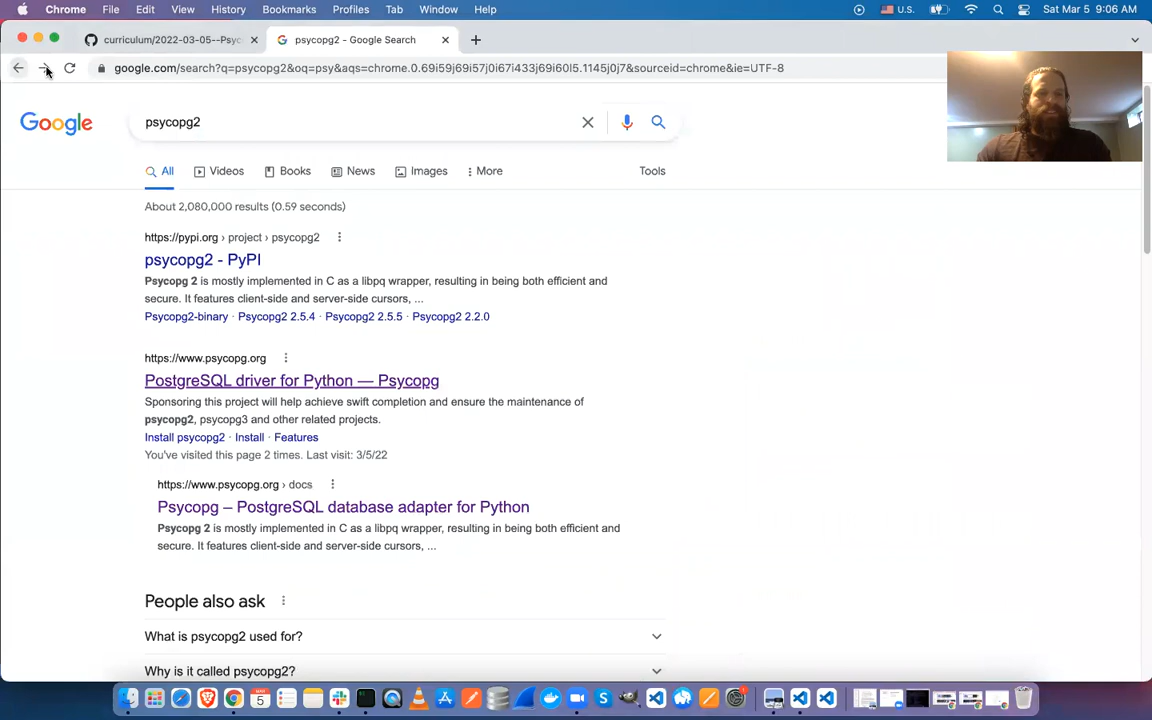 Chrome File Edit View History Bookmarks Profiles Tab Window Help U.S. Sat Mar 5 9:06 AM
curriculum/2022-03-05--Psyc psycopg2 - Google Search
google.com/search?q=psycopg2&oq=psy&aqs=chrome.0.69i59j69i57j0i67i433j69i60l5.1145j0j7&sourceid=chrome&ie=UTF-8
Google psycopg2
All Videos Books News Images More Tools
About 2,080,000 results (0.59 seconds)
https://pypi.org › project › psycopg2
psycopg2 - PyPI
Psycopg 2 is mostly implemented in C as a libpq wrapper, resulting in being both efficient and
secure. It features client-side and server-side cursors, ...
Psycopg2-binary · Psycopg2 2.5.4 · Psycopg2 2.5.5 · Psycopg2 2.2.0
https://www.psycopg.org
PostgreSQL driver for Python — Psycopg
Sponsoring this project will help achieve swift completion and ensure the maintenance of
psycopg2, psycopg3 and other related projects.
Install psycopg2 · Install · Features
You've visited this page 2 times. Last visit: 3/5/22
https://www.psycopg.org › docs
Psycopg – PostgreSQL database adapter for Python
Psycopg 2 is mostly implemented in C as a libpq wrapper, resulting in being both efficient and
secure. It features client-side and server-side cursors, ...
People also ask
What is psycopg2 used for?
Why is it called psycopg2?